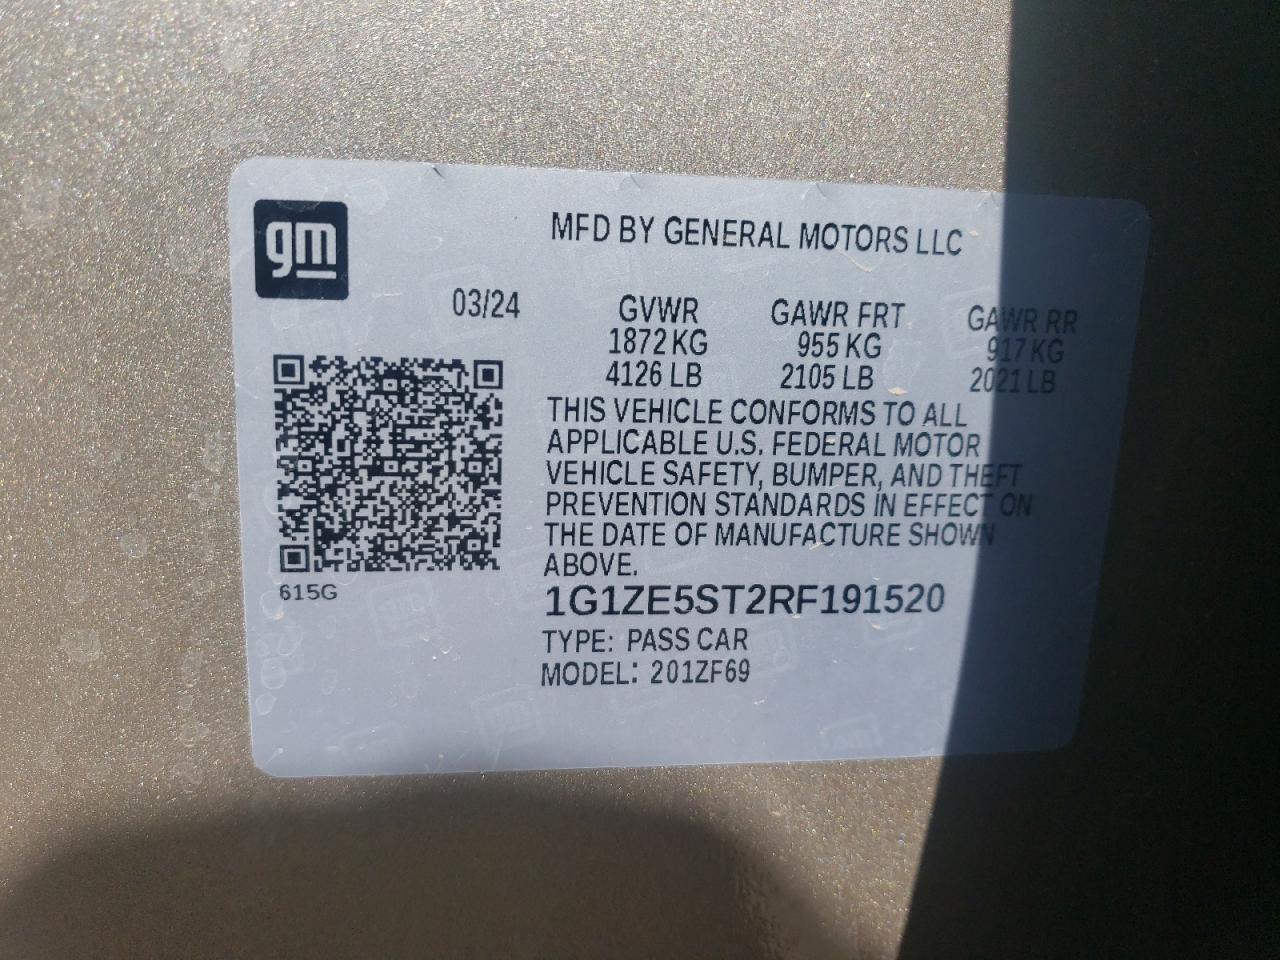 gm
MFD BY GENERAL MOTORS LLC
03/24
GVWR GAWR FRT GAWR RR
1872 KG 955 KG 917 KG
4126 LB 2105 LB 2021 LB
THIS VEHICLE CONFORMS TO ALL
APPLICABLE U.S. FEDERAL MOTOR
VEHICLE SAFETY, BUMPER, AND THEFT
PREVENTION STANDARDS IN EFFECT ON
THE DATE OF MANUFACTURE SHOWN
ABOVE.
615G
1G1ZE5ST2RF191520
TYPE: PASS CAR
MODEL: 201ZF69